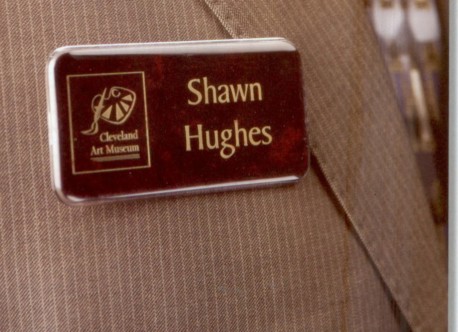 Cleveland
Art Museum
Shawn
Hughes